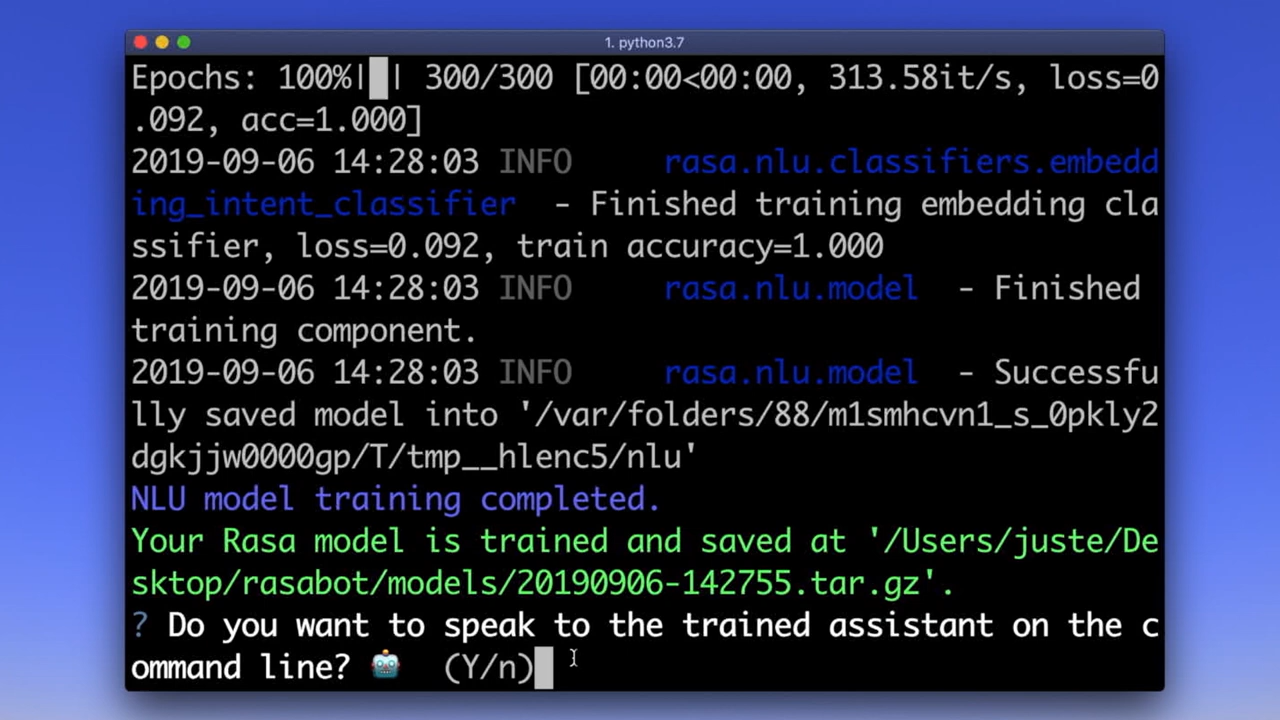 1. python3.7
Epochs: 100%|█| 300/300 [00:00<00:00, 313.58it/s, loss=0
.092, acc=1.000]
2019-09-06 14:28:03 INFO     rasa.nlu.classifiers.embedd
ing_intent_classifier  - Finished training embedding cla
ssifier, loss=0.092, train accuracy=1.000
2019-09-06 14:28:03 INFO     rasa.nlu.model  - Finished
training component.
2019-09-06 14:28:03 INFO     rasa.nlu.model  - Successfu
lly saved model into '/var/folders/88/m1smhcvn1_s_0pkly2
dgkjjw0000gp/T/tmp__hlenc5/nlu'
NLU model training completed.
Your Rasa model is trained and saved at '/Users/juste/De
sktop/rasabot/models/20190906-142755.tar.gz'.
? Do you want to speak to the trained assistant on the c
ommand line? 🤖  (Y/n)